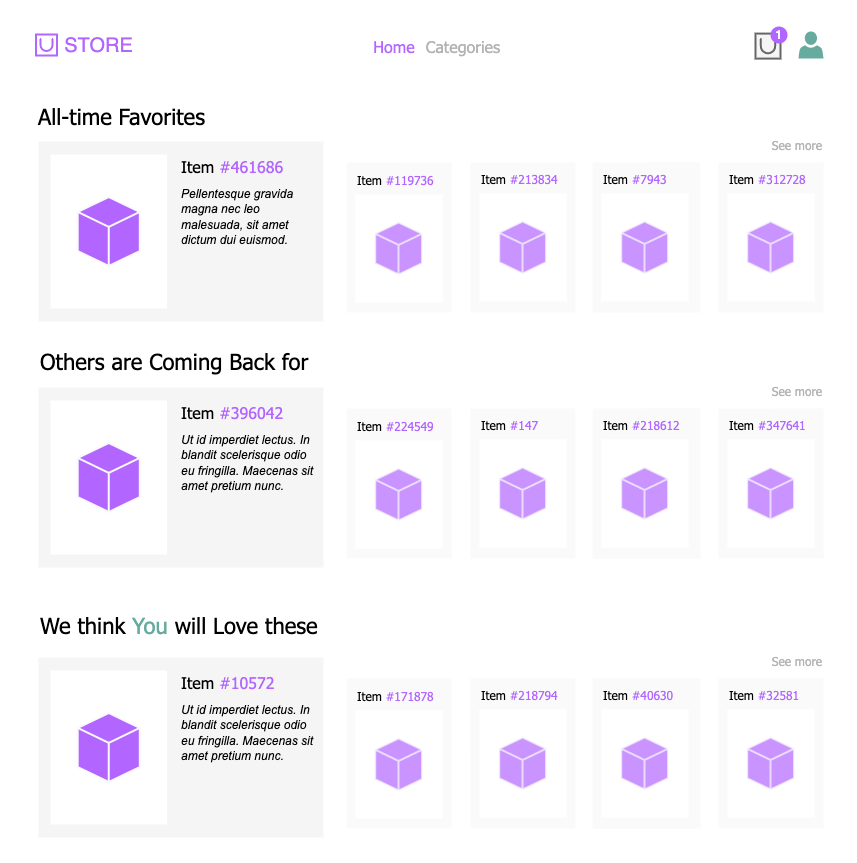 STORE
Home Categories
1
All-time Favorites
See more
Item #461686
Pellentesque gravida
magna nec leo
malesuada, sit amet
dictum dui euismod.
Item #119736
Item #213834
Item #7943
Item #312728
Others are Coming Back for
See more
Item #396042
Ut id imperdiet lectus. In
blandit scelerisque odio
eu fringilla. Maecenas sit
amet pretium nunc.
Item #224549
Item #147
Item #218612
Item #347641
We think You will Love these
See more
Item #10572
Ut id imperdiet lectus. In
blandit scelerisque odio
eu fringilla. Maecenas sit
amet pretium nunc.
Item #171878
Item #218794
Item #40630
Item #32581